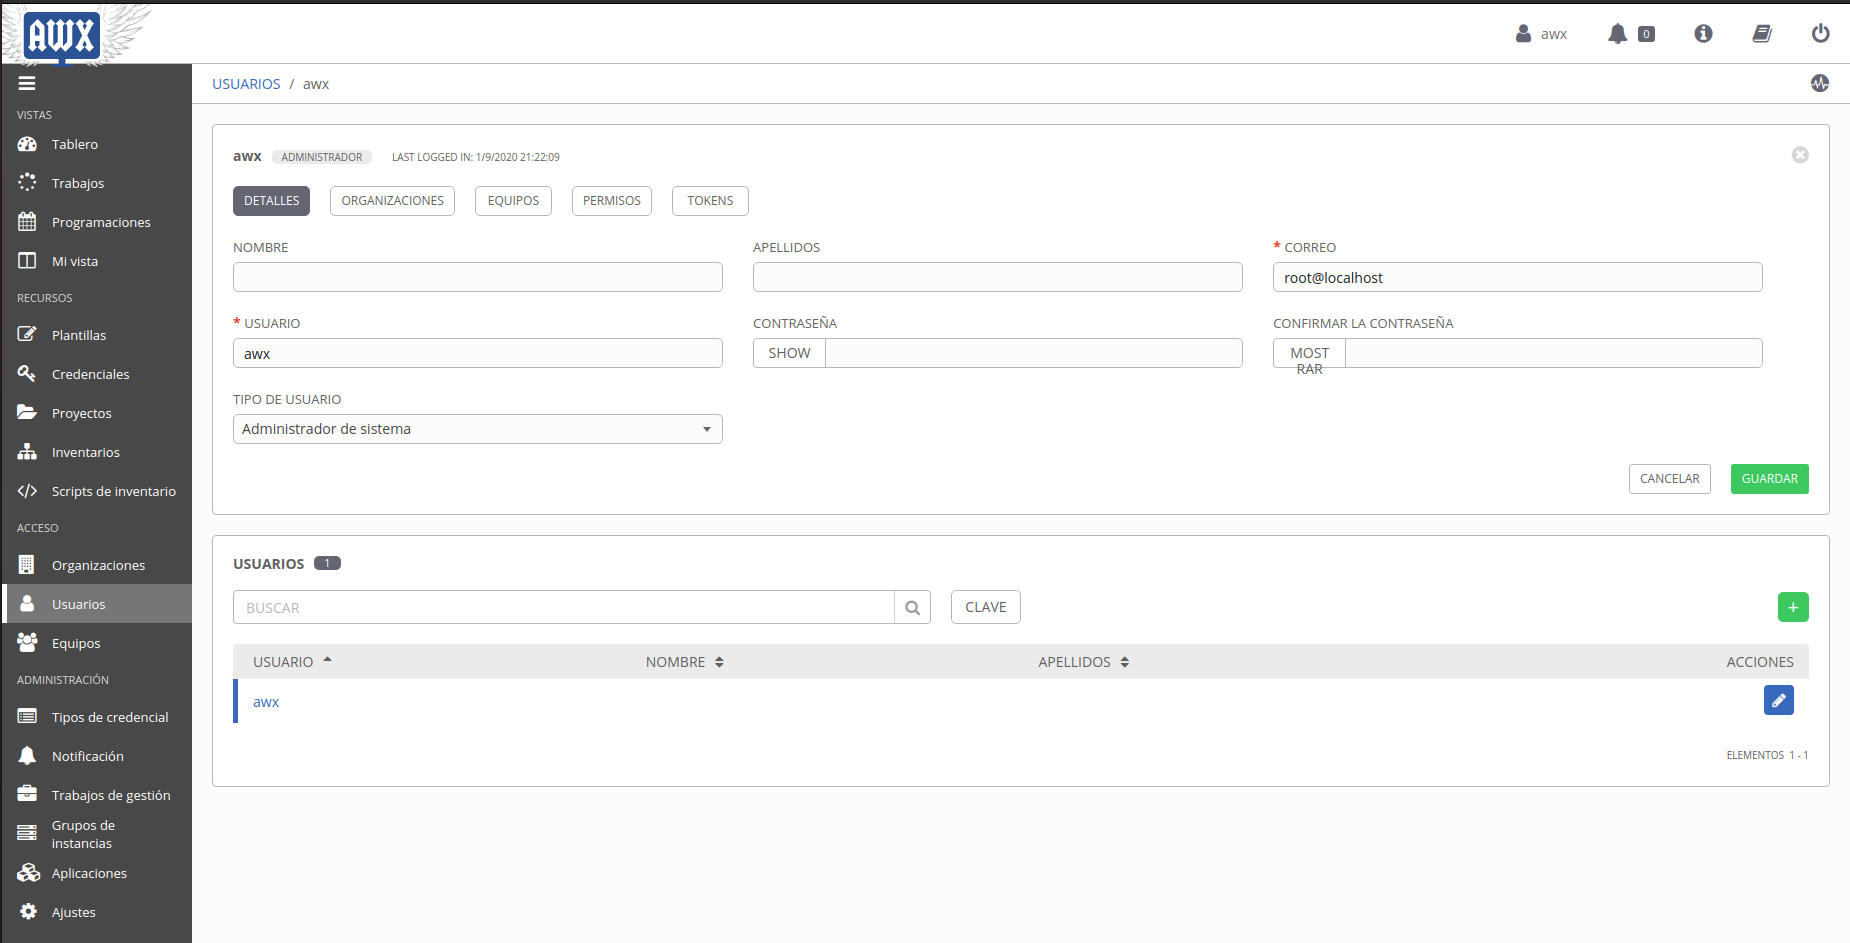 AWX
awx
0
VISTAS
Tablero
Trabajos
Programaciones
Mi vista
RECURSOS
Plantillas
Credenciales
Proyectos
Inventarios
Scripts de inventario
ACCESO
Organizaciones
Usuarios
Equipos
ADMINISTRACIÓN
Tipos de credencial
Notificación
Trabajos de gestión
Grupos de
instancias
Aplicaciones
Ajustes
USUARIOS / awx
awx ADMINISTRADOR LAST LOGGED IN: 1/9/2020 21:22:09
DETALLES ORGANIZACIONES EQUIPOS PERMISOS TOKENS
NOMBRE APELLIDOS * CORREO
root@localhost
* USUARIO CONTRASEÑA CONFIRMAR LA CONTRASEÑA
awx SHOW MOST
RAR
TIPO DE USUARIO
Administrador de sistema
CANCELAR GUARDAR
USUARIOS 1
BUSCAR CLAVE +
USUARIO NOMBRE APELLIDOS ACCIONES
awx
ELEMENTOS 1 - 1